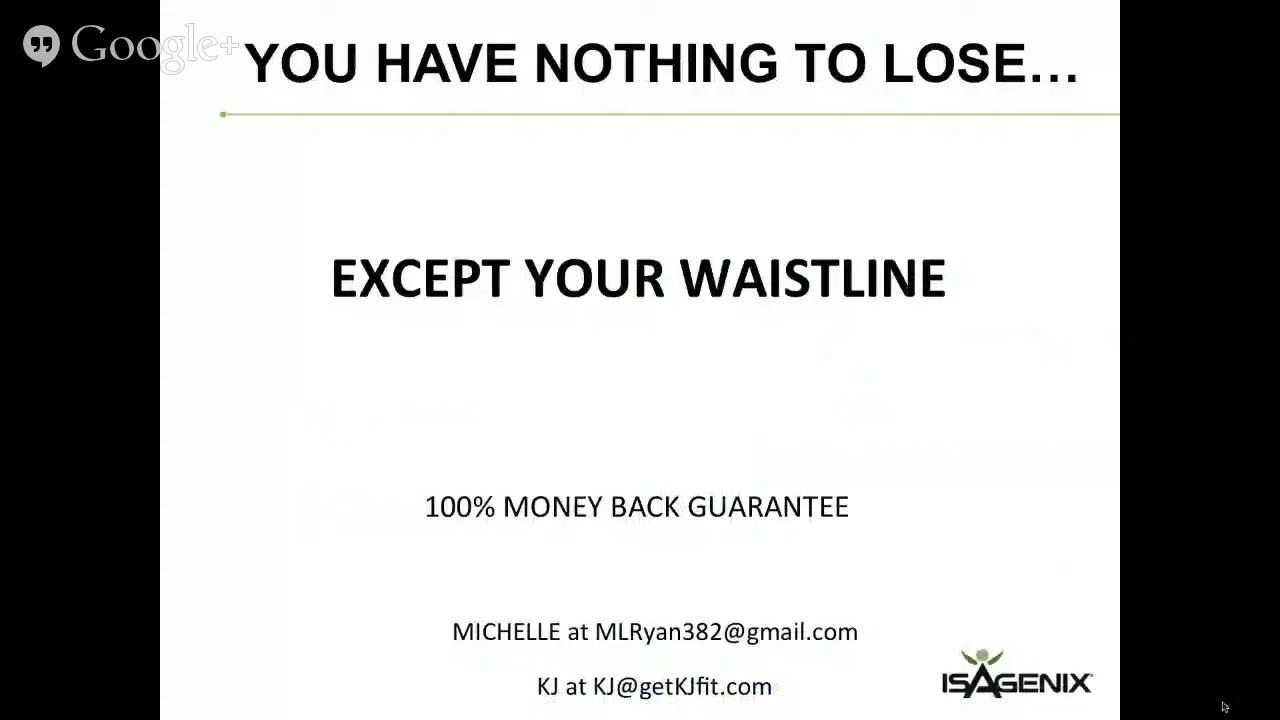 Google+
YOU HAVE NOTHING TO LOSE...
EXCEPT YOUR WAISTLINE
100% MONEY BACK GUARANTEE
MICHELLE at MLRyan382@gmail.com
KJ at KJ@getKJfit.com
ISAGENIX